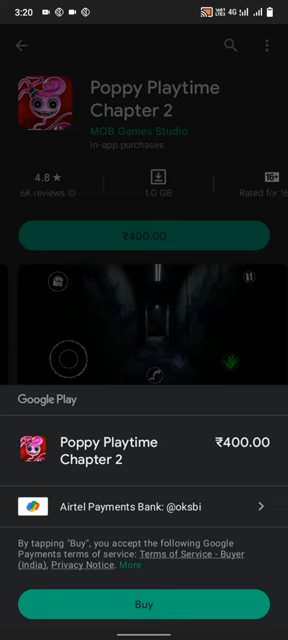 3:20
4G
Poppy Playtime
Chapter 2
MOB Games Studio
In-app purchases
4.8 ★
6K reviews
1.0 GB
16+
Rated for 16
₹400.00
Google Play
Poppy Playtime
Chapter 2
₹400.00
Airtel Payments Bank: @oksbi
By tapping "Buy", you accept the following Google
Payments terms of service: Terms of Service - Buyer
(India), Privacy Notice. More
Buy